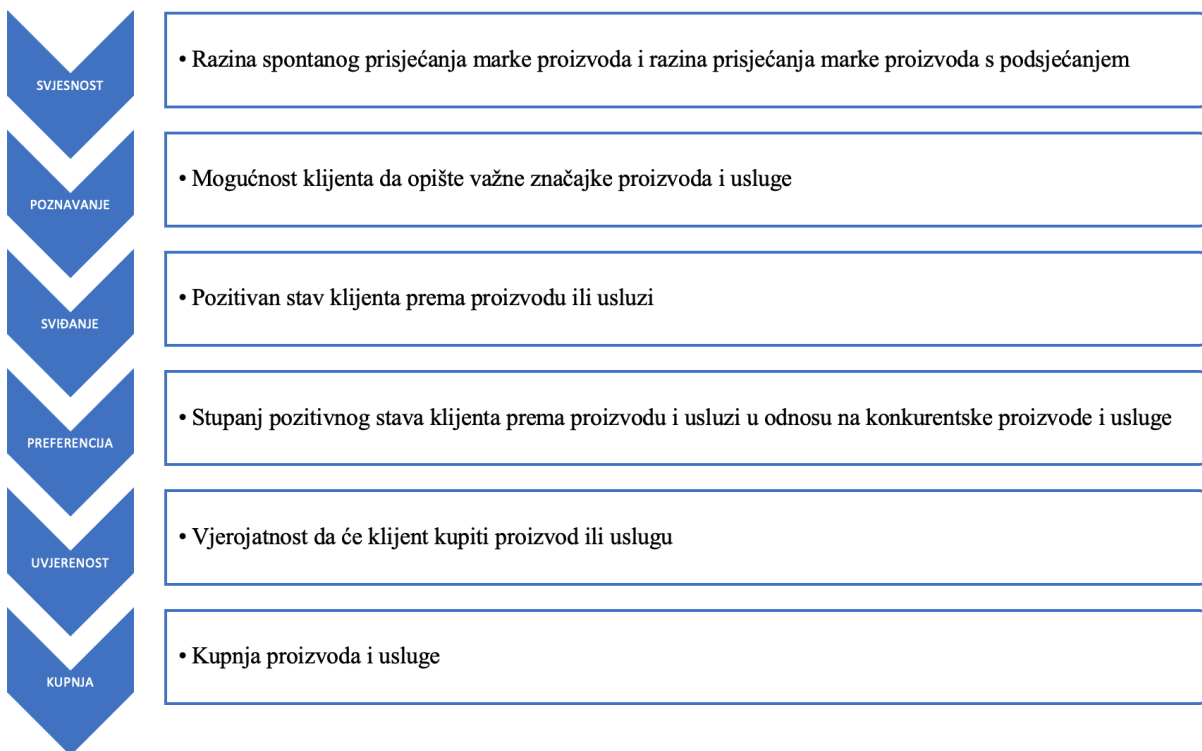 SVJESNOST
• Razina spontanog prisjećanja marke proizvoda i razina prisjećanja marke proizvoda s podsjećanjem
POZNAVANJE
• Mogućnost klijenta da opište važne značajke proizvoda i usluge
SVIĐANJE
• Pozitivan stav klijenta prema proizvodu ili usluzi
PREFERENCIJA
• Stupanj pozitivnog stava klijenta prema proizvodu i usluzi u odnosu na konkurentske proizvode i usluge
UVJERENOST
• Vjerojatnost da će klijent kupiti proizvod ili uslugu
KUPNJA
• Kupnja proizvoda i usluge